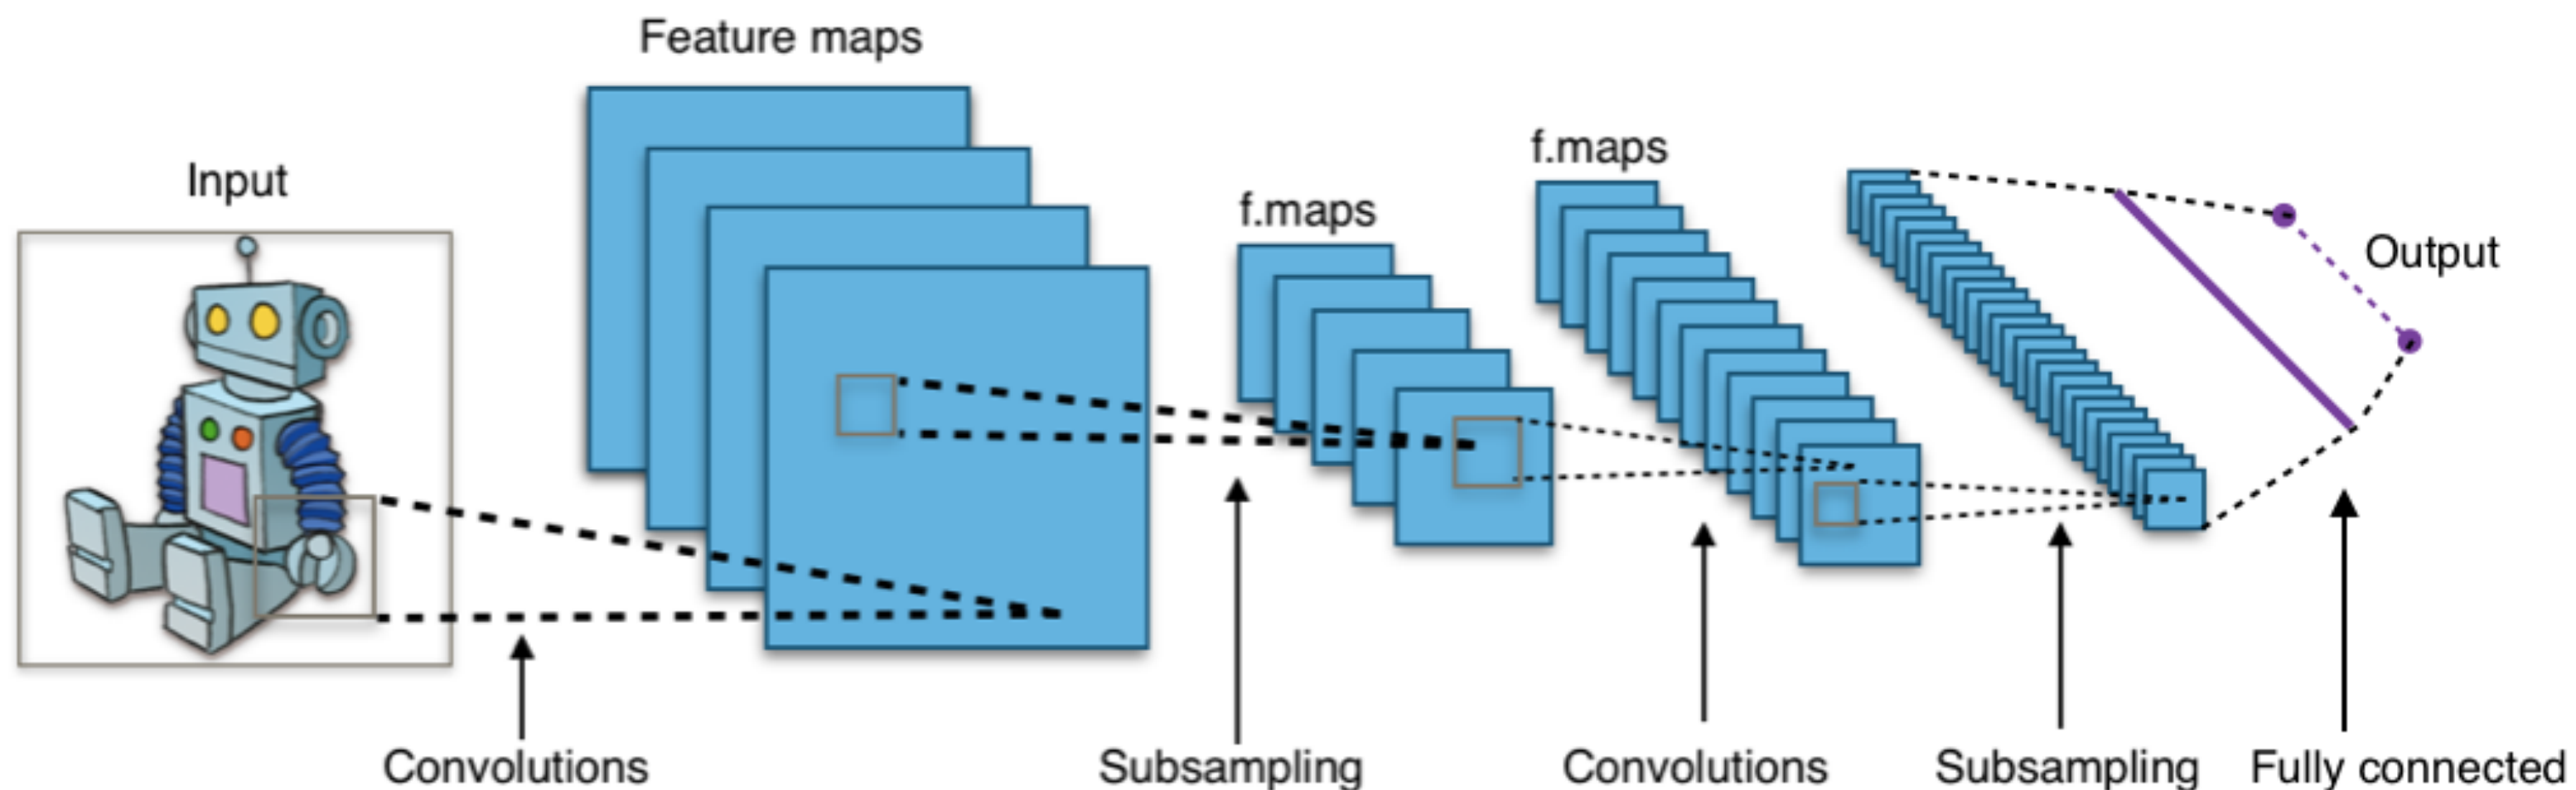 Feature maps
f.maps
Input
f.maps
Output
Convolutions
Subsampling
Convolutions
Subsampling
Fully connected